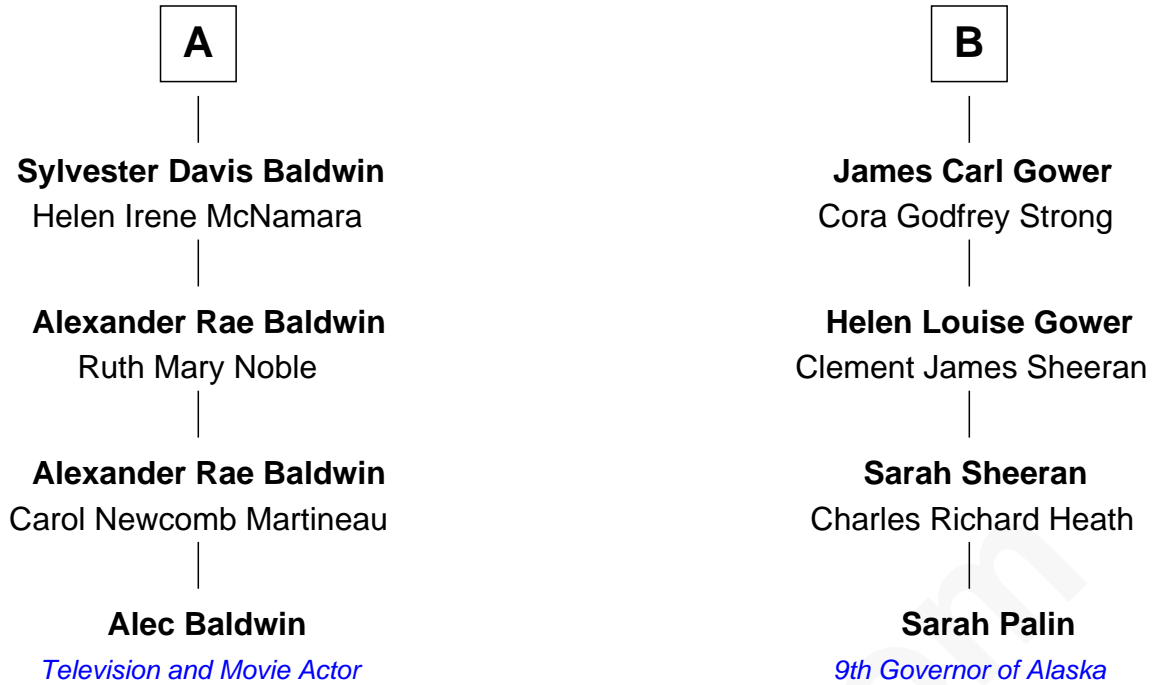 A
Sylvester Davis Baldwin
Helen Irene McNamara
Alexander Rae Baldwin
Ruth Mary Noble
Alexander Rae Baldwin
Carol Newcomb Martineau
Alec Baldwin
Television and Movie Actor
B
James Carl Gower
Cora Godfrey Strong
Helen Louise Gower
Clement James Sheeran
Sarah Sheeran
Charles Richard Heath
Sarah Palin
9th Governor of Alaska